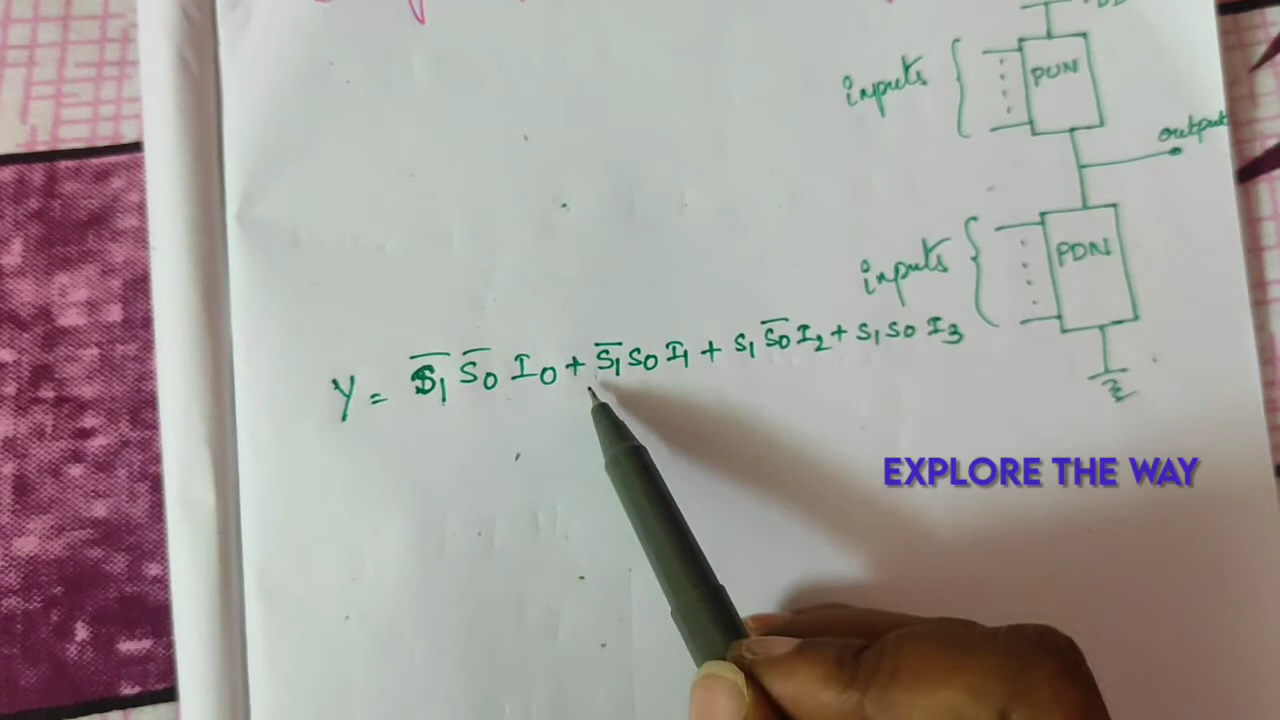 inputs
PUN
output
inputs
PDN
Y = S̅₁ S̅₀ I₀ + S̅₁ S₀ I₁ + S₁ S̅₀ I₂ + S₁ S₀ I₃
EXPLORE THE WAY